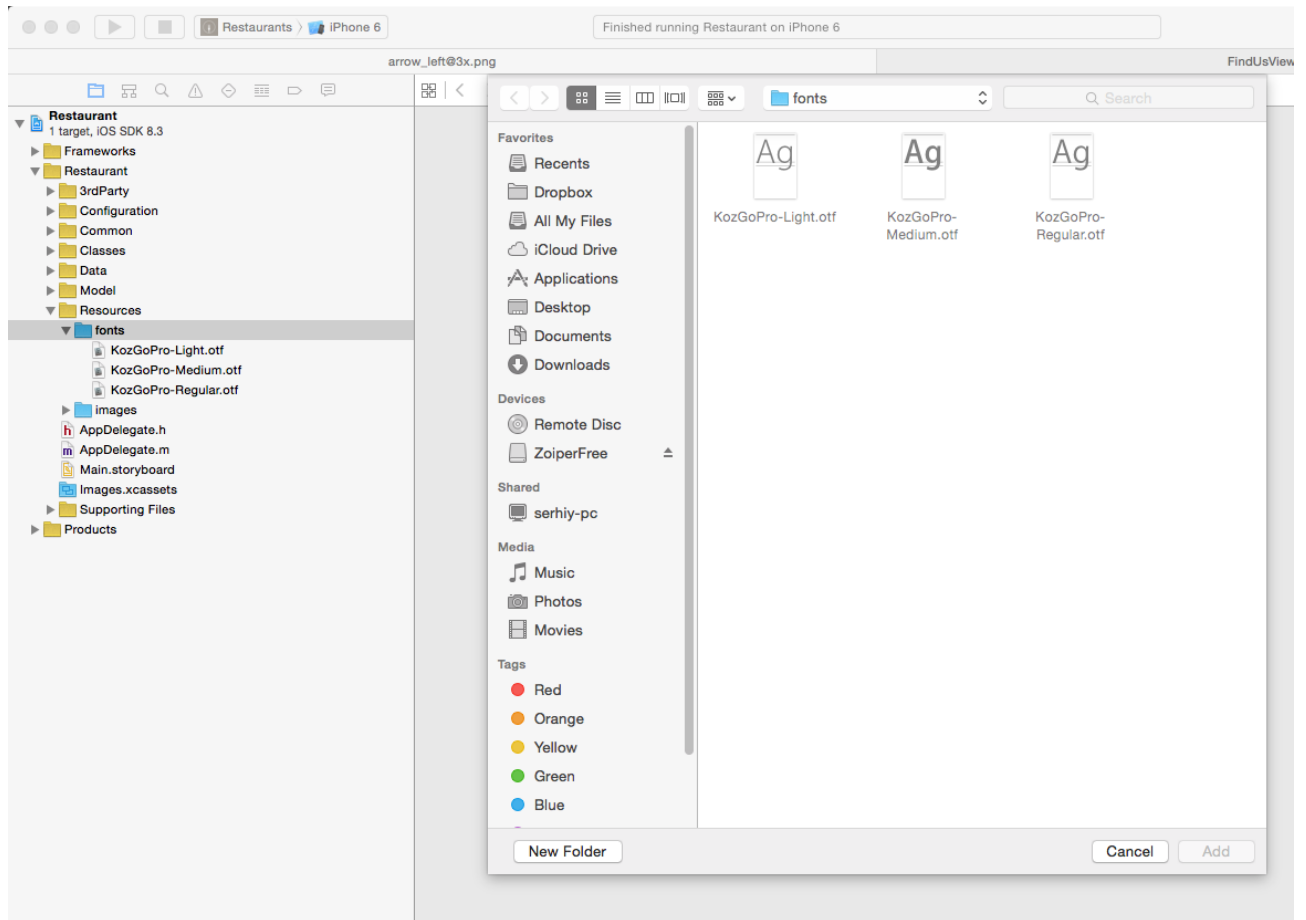 Restaurants
iPhone 6
Finished running Restaurant on iPhone 6
arrow_left@3x.png
FindUsView
Restaurant
1 target, iOS SDK 8.3
Frameworks
Restaurant
3rdParty
Configuration
Common
Classes
Data
Model
Resources
fonts
KozGoPro-Light.otf
KozGoPro-Medium.otf
KozGoPro-Regular.otf
images
h AppDelegate.h
m AppDelegate.m
Main.storyboard
Images.xcassets
Supporting Files
Products
fonts
Search
Favorites
Recents
Dropbox
All My Files
iCloud Drive
Applications
Desktop
Documents
Downloads
Devices
Remote Disc
ZoiperFree
Shared
serhiy-pc
Media
Music
Photos
Movies
Tags
Red
Orange
Yellow
Green
Blue
Ag
Ag
Ag
KozGoPro-Light.otf
KozGoPro-
Medium.otf
KozGoPro-
Regular.otf
New Folder
Cancel
Add